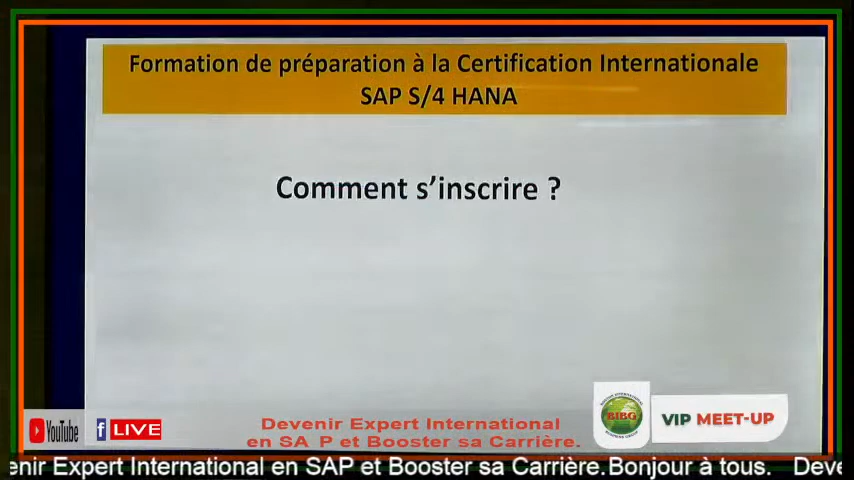 Formation de préparation à la Certification Internationale
SAP S/4 HANA
Comment s'inscrire ?
YouTube
f LIVE
Devenir Expert International
en SA P et Booster sa Carrière.
BIBG
VIP MEET-UP
enir Expert International en SAP et Booster sa Carrière.Bonjour à tous. Deve